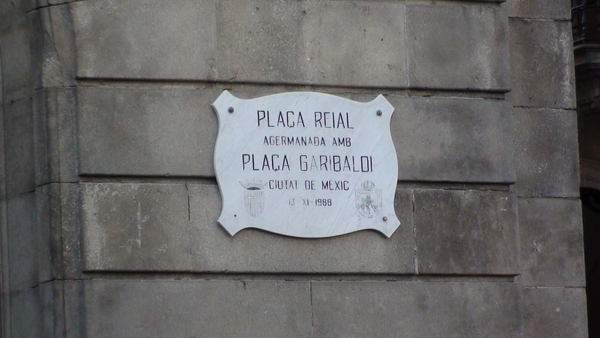 PLAÇA REIAL
AGERMANADA AMB
PLAÇA GARIBALDI
CIUTAT DE MÈXIC
13-XI-1989